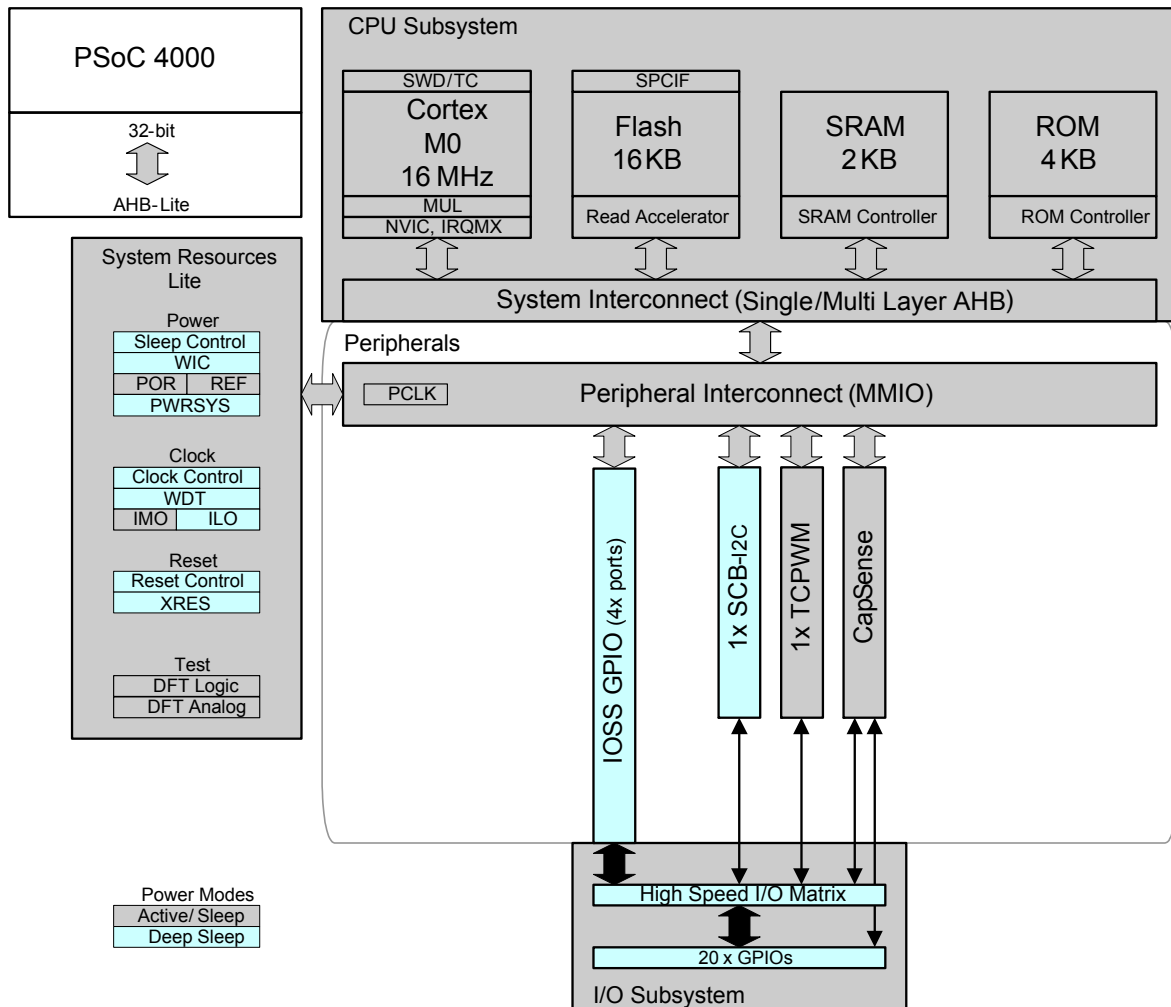 PSoC 4000
32-bit
AHB-Lite
CPU Subsystem
SWD/TC
Cortex
M0
16 MHz
MUL
NVIC, IRQMX
SPCIF
Flash
16 KB
Read Accelerator
SRAM
2 KB
SRAM Controller
ROM
4 KB
ROM Controller
System Interconnect (Single/Multi Layer AHB)
System Resources
Lite
Power
Sleep Control
WIC
POR REF
PWRSYS
Clock
Clock Control
WDT
IMO ILO
Reset
Reset Control
XRES
Test
DFT Logic
DFT Analog
Peripherals
PCLK
Peripheral Interconnect (MMIO)
IOSS GPIO (4x ports)
1x SCB-I2C
1x TCPWM
CapSense
Power Modes
Active/ Sleep
Deep Sleep
High Speed I/O Matrix
20 x GPIOs
I/O Subsystem